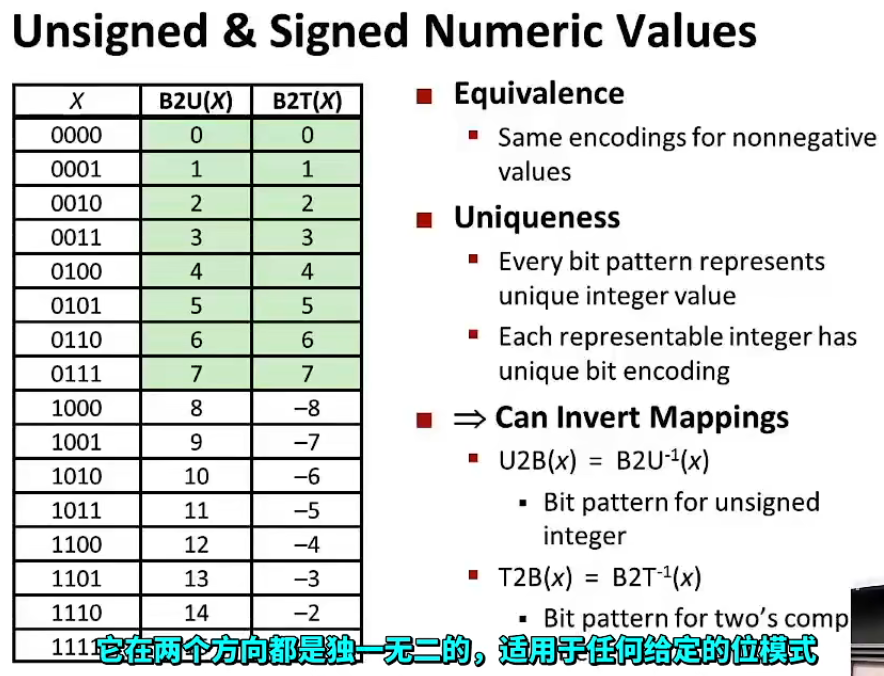 Unsigned & Signed Numeric Values
X B2U(X) B2T(X)
0000 0 0
0001 1 1
0010 2 2
0011 3 3
0100 4 4
0101 5 5
0110 6 6
0111 7 7
1000 8 –8
1001 9 –7
1010 10 –6
1011 11 –5
1100 12 –4
1101 13 –3
1110 14 –2
1111
■ Equivalence
▪ Same encodings for nonnegative
values
■ Uniqueness
▪ Every bit pattern represents
unique integer value
▪ Each representable integer has
unique bit encoding
■ ⇒ Can Invert Mappings
▪ U2B(x) = B2U⁻¹(x)
▪ Bit pattern for unsigned
integer
▪ T2B(x) = B2T⁻¹(x)
▪ Bit pattern for two's comp
它在两个方向都是独一无二的，适用于任何给定的位模式